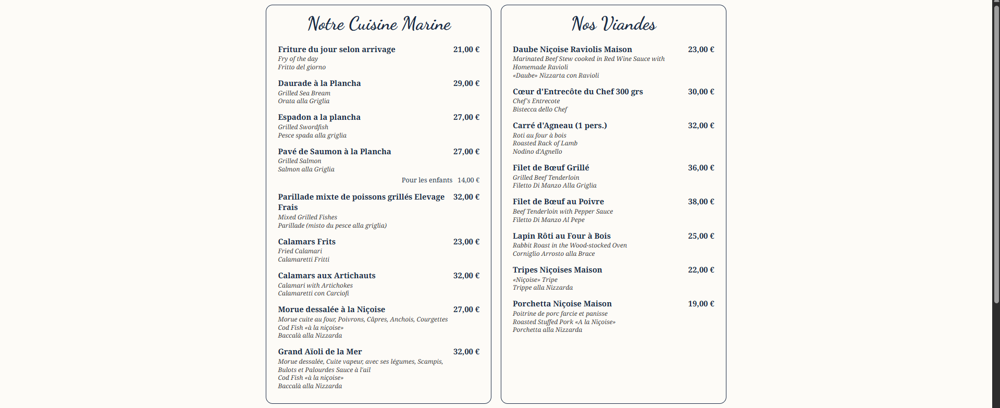 Notre Cuisine Marine
Friture du jour selon arrivage 21,00 €
Fry of the day
Fritto del giorno
Daurade à la Plancha 29,00 €
Grilled Sea Bream
Orata alla Griglia
Espadon a la plancha 27,00 €
Grilled Swordfish
Pesce spada alla griglia
Pavé de Saumon à la Plancha 27,00 €
Grilled Salmon
Salmon alla Griglia
Pour les enfants 14,00 €
Parillade mixte de poissons grillés Elevage 32,00 €
Frais
Mixed Grilled Fishes
Parillade (misto du pesce alla griglia)
Calamars Frits 23,00 €
Fried Calamari
Calamaretti Fritti
Calamars aux Artichauts 32,00 €
Calamari with Artichokes
Calamaretti con Carciofi
Morue dessalée à la Niçoise 27,00 €
Morue cuite au four, Poivrons, Câpres, Anchois, Courgettes
Cod Fish «à la niçoise»
Baccalà alla Nizzarda
Grand Aïoli de la Mer 32,00 €
Morue dessalée, Cuite vapeur, avec ses légumes, Scampis,
Bulots et Palourdes Sauce à l'ail
Cod Fish «à la niçoise»
Baccalà alla Nizzarda
Nos Viandes
Daube Niçoise Raviolis Maison 23,00 €
Marinated Beef Stew cooked in Red Wine Sauce with
Homemade Ravioli
«Daube» Nizzarta con Ravioli
Cœur d'Entrecôte du Chef 300 grs 30,00 €
Chef's Entrecote
Bistecca dello Chef
Carré d'Agneau (1 pers.) 32,00 €
Roti au four à bois
Roasted Rack of Lamb
Nodino d'Agnello
Filet de Bœuf Grillé 36,00 €
Grilled Beef Tenderloin
Filetto Di Manzo Alla Griglia
Filet de Bœuf au Poivre 38,00 €
Beef Tenderloin with Pepper Sauce
Filetto Di Manzo Al Pepe
Lapin Rôti au Four à Bois 25,00 €
Rabbit Roast in the Wood-stocked Oven
Corniglio Arrosto alla Brace
Tripes Niçoises Maison 22,00 €
«Niçoise» Tripe
Trippe alla Nizzarda
Porchetta Niçoise Maison 19,00 €
Poitrine de porc farcie et panisse
Roasted Stuffed Pork «A la Niçoise»
Porchetta alla Nizzarda